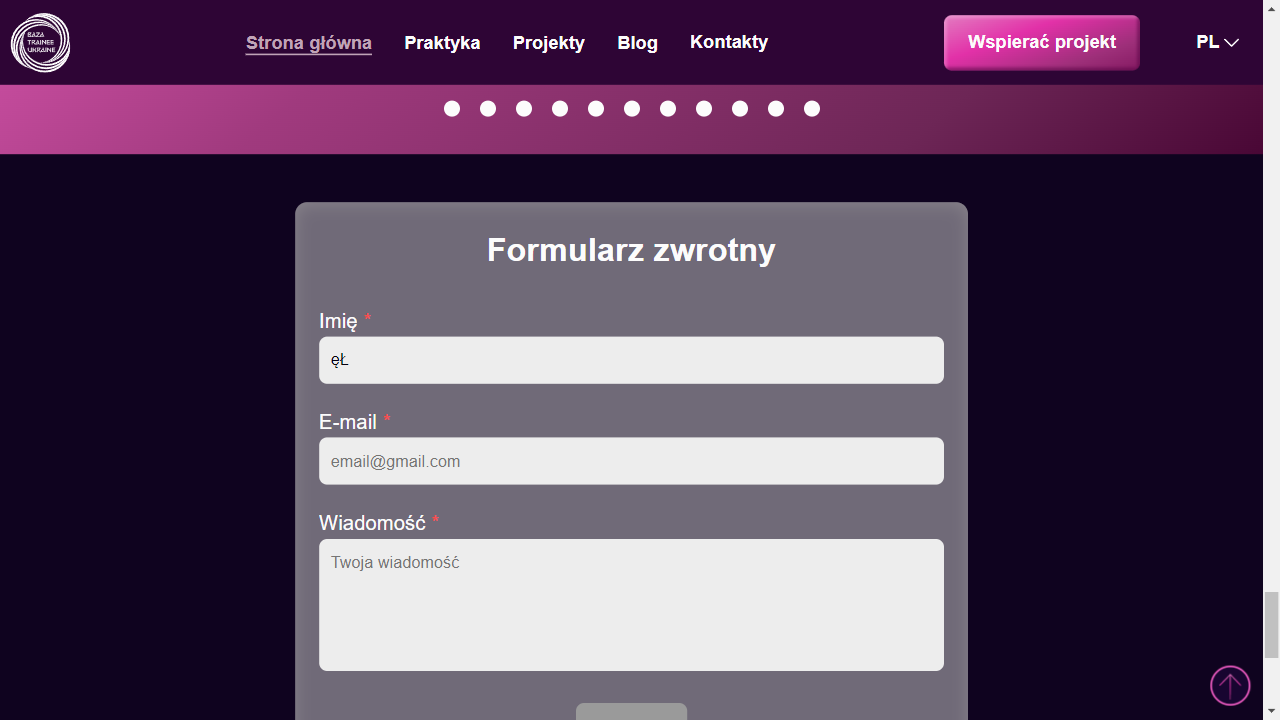 BAZA
TRAINEE
UKRAINE
Strona główna Praktyka Projekty Blog Kontakty Wspierać projekt PL
Formularz zwrotny
Imię *
ęŁ
E-mail *
email@gmail.com
Wiadomość *
Twoja wiadomość